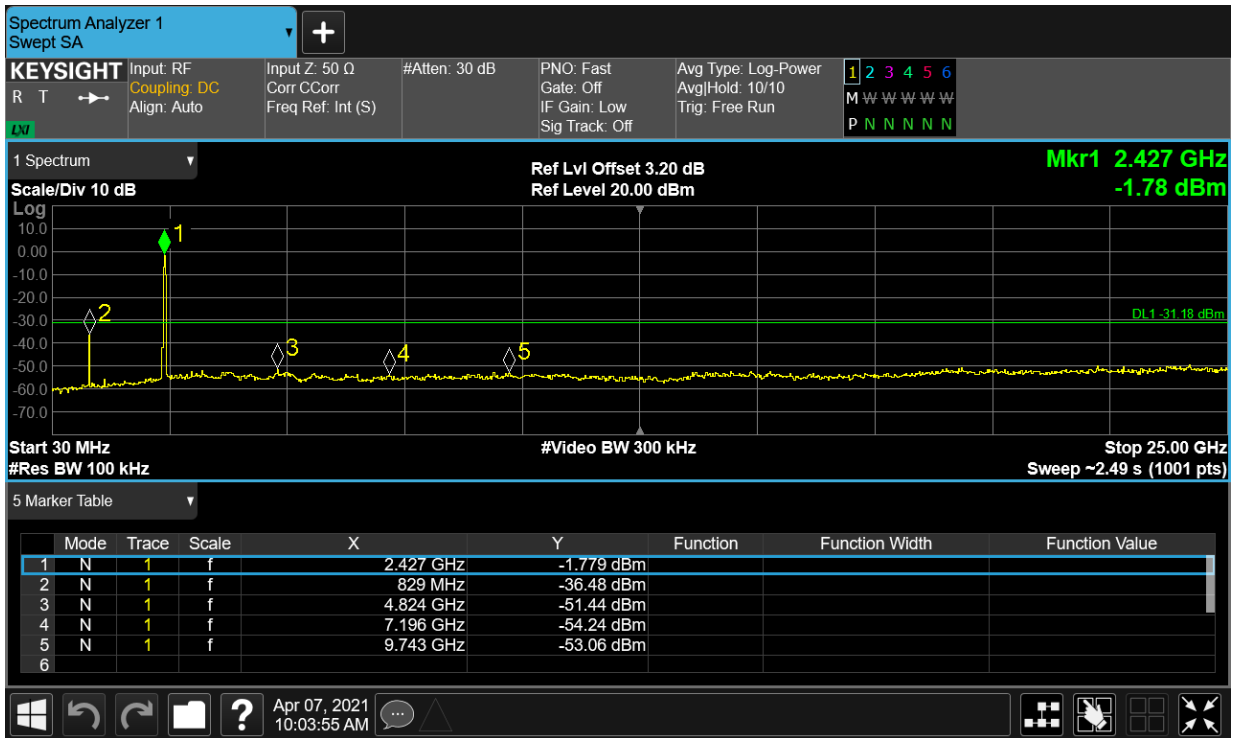 Spectrum Analyzer 1
Swept SA
KEYSIGHT
R T
LXI
Input: RF
Coupling: DC
Align: Auto
Input Z: 50 Ω
Corr CCorr
Freq Ref: Int (S)
#Atten: 30 dB
PNO: Fast
Gate: Off
IF Gain: Low
Sig Track: Off
Avg Type: Log-Power
Avg|Hold: 10/10
Trig: Free Run
1 2 3 4 5 6
M W W W W W
P N N N N N
1 Spectrum
Scale/Div 10 dB
Log
Ref Lvl Offset 3.20 dB
Ref Level 20.00 dBm
Mkr1 2.427 GHz
-1.78 dBm
10.0
0.00
-10.0
-20.0
-30.0
-40.0
-50.0
-60.0
-70.0
1
2
3
4
5
DL1 -31.18 dBm
Start 30 MHz
#Res BW 100 kHz
#Video BW 300 kHz
Stop 25.00 GHz
Sweep ~2.49 s (1001 pts)
5 Marker Table
Mode Trace Scale X Y Function Function Width Function Value
1 N 1 f 2.427 GHz -1.779 dBm
2 N 1 f 829 MHz -36.48 dBm
3 N 1 f 4.824 GHz -51.44 dBm
4 N 1 f 7.196 GHz -54.24 dBm
5 N 1 f 9.743 GHz -53.06 dBm
6
?
Apr 07, 2021
10:03:55 AM